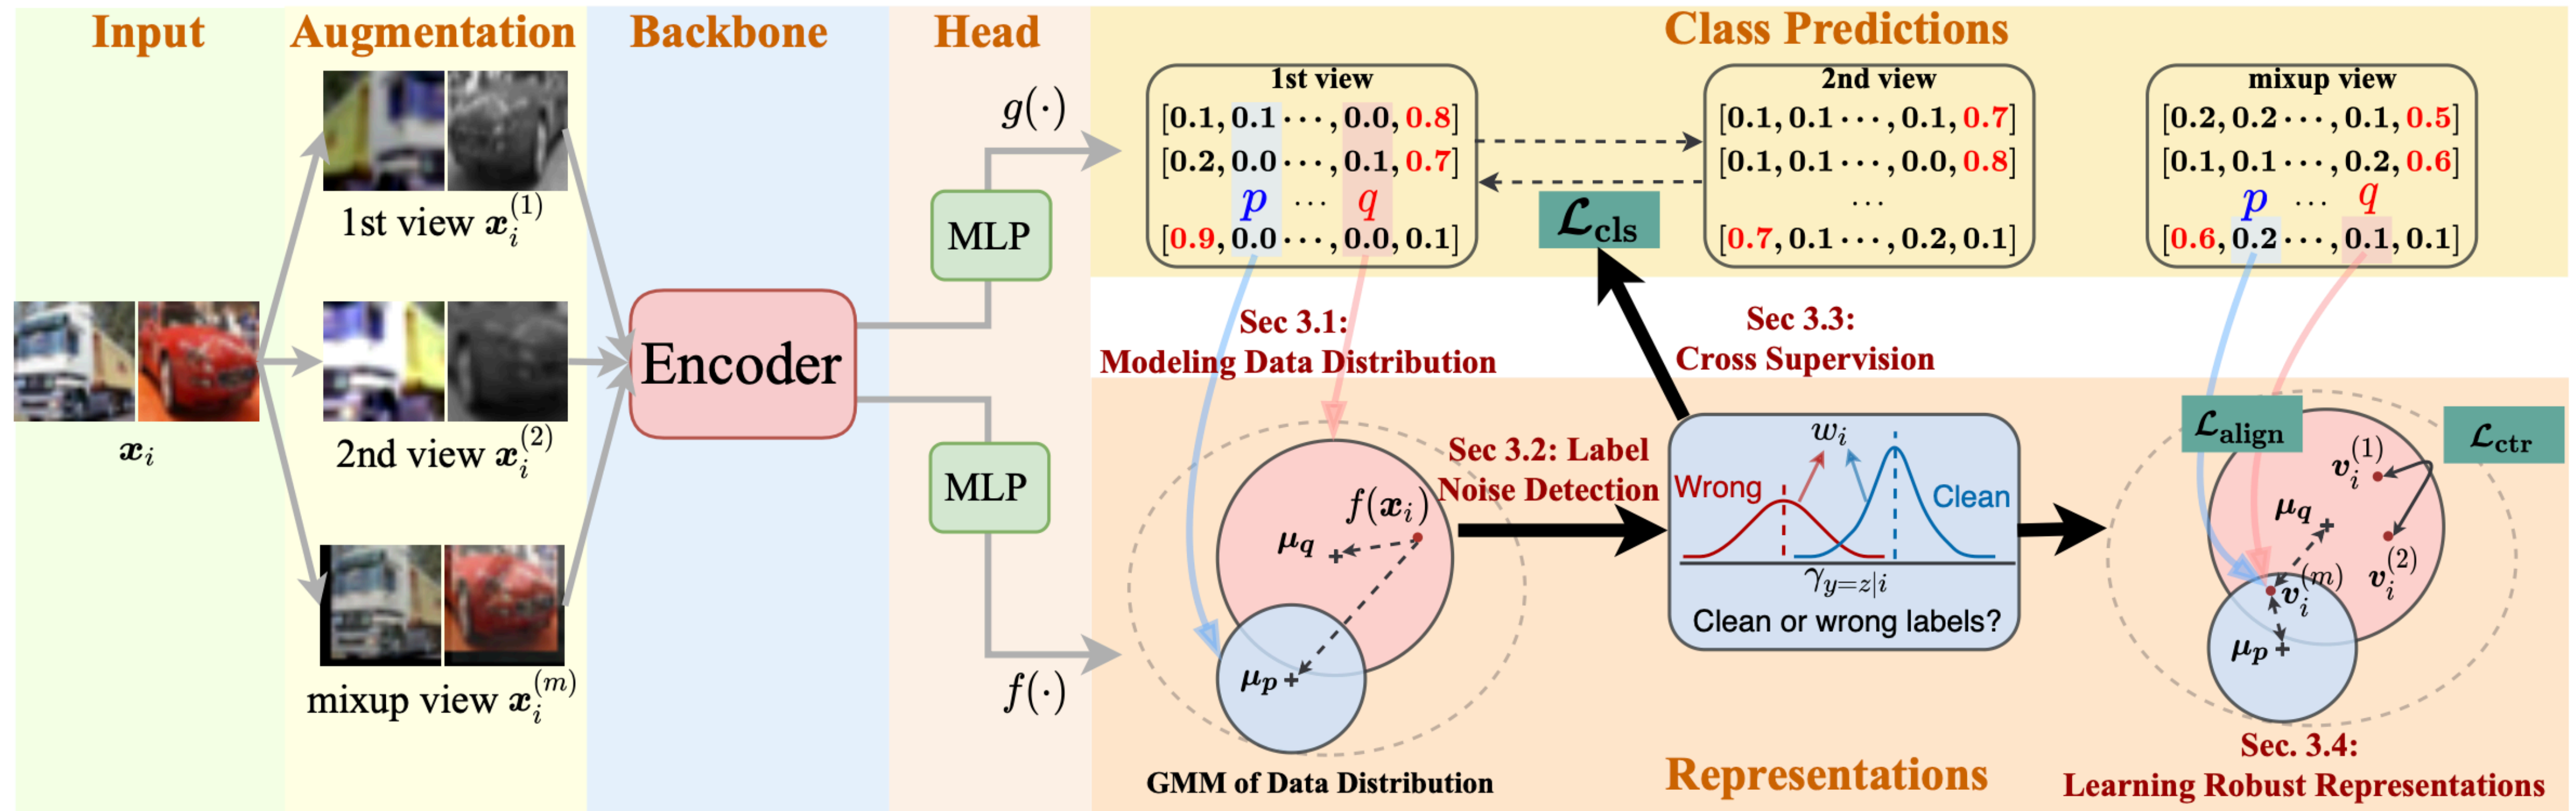 Input
Augmentation
Backbone
Head
Class Predictions
1st view x_i^(1)
2nd view x_i^(2)
mixup view x_i^(m)
x_i
Encoder
MLP
MLP
g(·)
f(·)
1st view
[0.1, 0.1 ⋯, 0.0, 0.8]
[0.2, 0.0 ⋯, 0.1, 0.7]
p ⋯ q
[0.9, 0.0 ⋯, 0.0, 0.1]
2nd view
[0.1, 0.1 ⋯, 0.1, 0.7]
[0.1, 0.1 ⋯, 0.0, 0.8]
⋯
[0.7, 0.1 ⋯, 0.2, 0.1]
mixup view
[0.2, 0.2 ⋯, 0.1, 0.5]
[0.1, 0.1 ⋯, 0.2, 0.6]
p ⋯ q
[0.6, 0.2 ⋯, 0.1, 0.1]
ℒ_cls
Sec 3.1:
Modeling Data Distribution
Sec 3.3:
Cross Supervision
Sec 3.2: Label
Noise Detection
f(x_i)
μ_q
μ_p
GMM of Data Distribution
w_i
Wrong
Clean
γ_{y=z|i}
Clean or wrong labels?
ℒ_align
ℒ_ctr
v_i^(1)
μ_q
v_i^(2)
v_i^(m)
μ_p
Sec. 3.4:
Learning Robust Representations
Representations